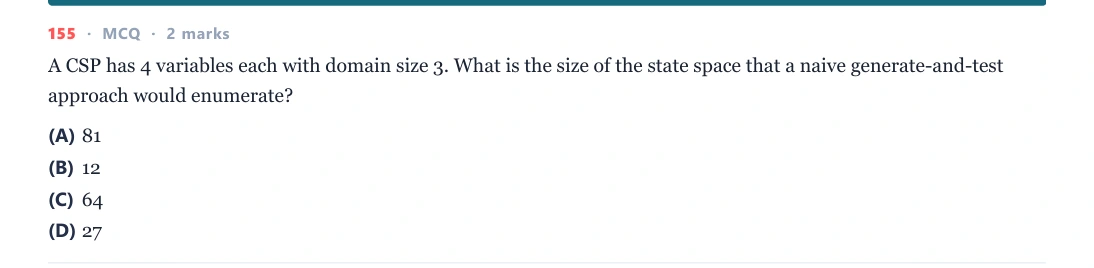 155 · MCQ · 2 marks
A CSP has 4 variables each with domain size 3. What is the size of the state space that a naive generate-and-test
approach would enumerate?
(A) 81
(B) 12
(C) 64
(D) 27